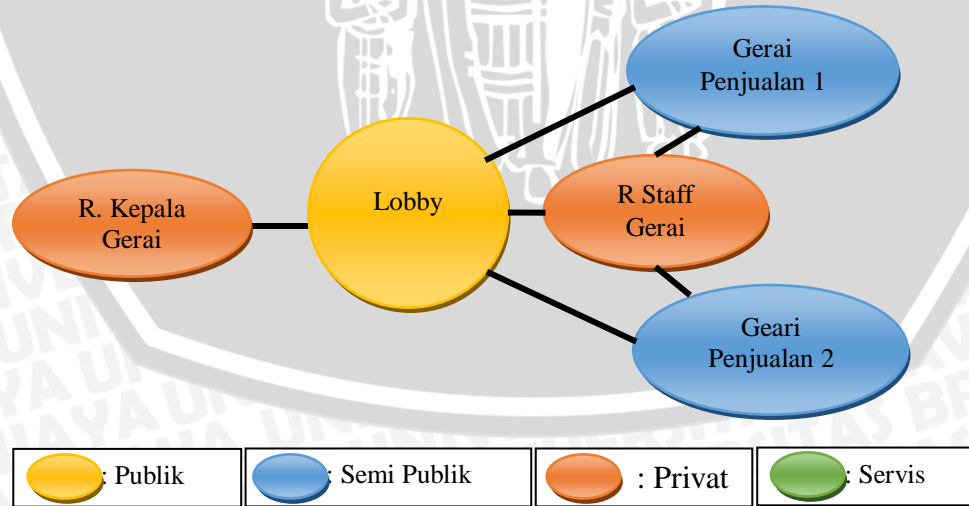 Gerai
Penjualan 1
R. Kepala
Gerai
Lobby
R Staff
Gerai
Geari
Penjualan 2
: Publik
: Semi Publik
: Privat
: Servis